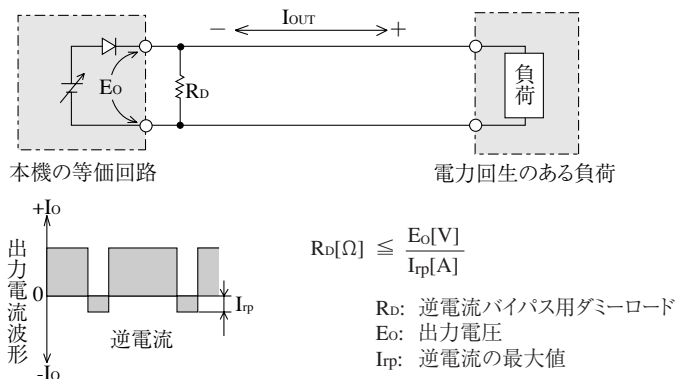 − IOUT +
EO
RD
負荷
本機の等価回路
電力回生のある負荷
+IO
出力電流波形
0
-IO
Irp
逆電流
RD[Ω] ≦ EO[V]
Irp[A]
RD: 逆電流バイパス用ダミーロード
EO: 出力電圧
Irp: 逆電流の最大値